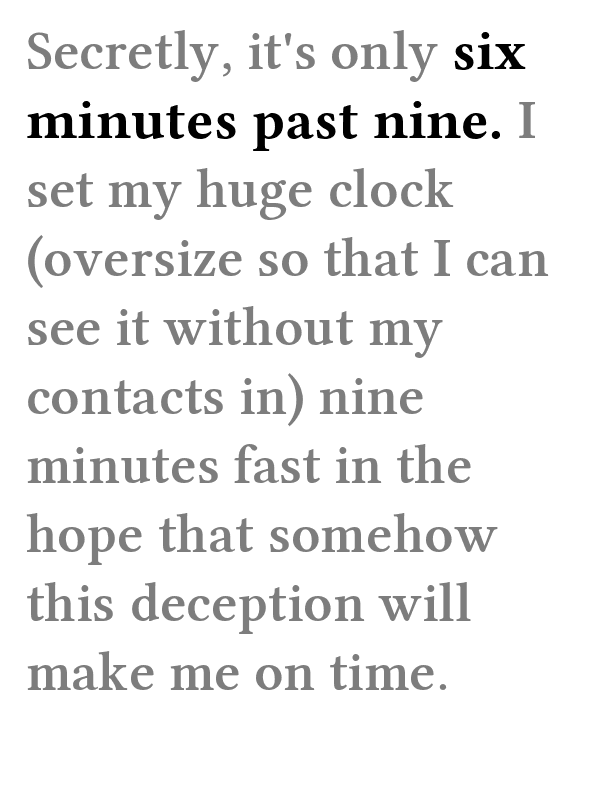 Secretly, it's only six
minutes past nine. I
set my huge clock
(oversize so that I can
see it without my
contacts in) nine
minutes fast in the
hope that somehow
this deception will
make me on time.